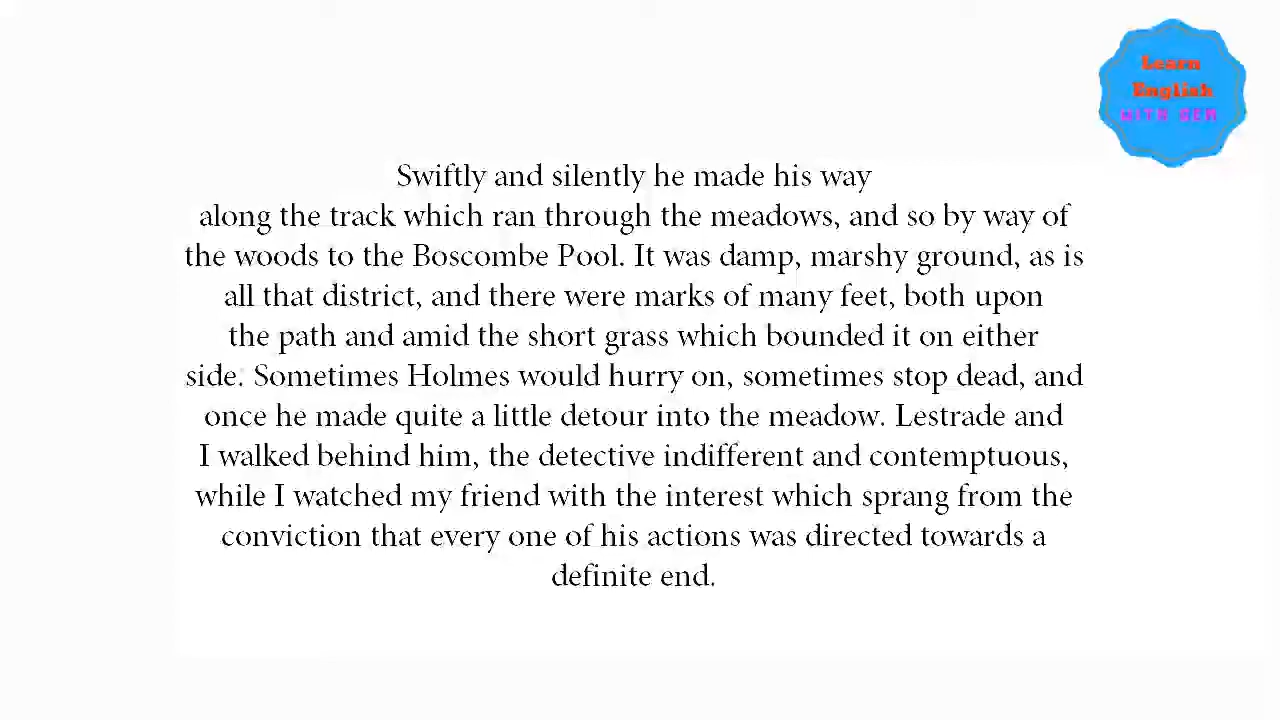 Learn
English
WITH GEM
Swiftly and silently he made his way
along the track which ran through the meadows, and so by way of
the woods to the Boscombe Pool. It was damp, marshy ground, as is
all that district, and there were marks of many feet, both upon
the path and amid the short grass which bounded it on either
side. Sometimes Holmes would hurry on, sometimes stop dead, and
once he made quite a little detour into the meadow. Lestrade and
I walked behind him, the detective indifferent and contemptuous,
while I watched my friend with the interest which sprang from the
conviction that every one of his actions was directed towards a
definite end.